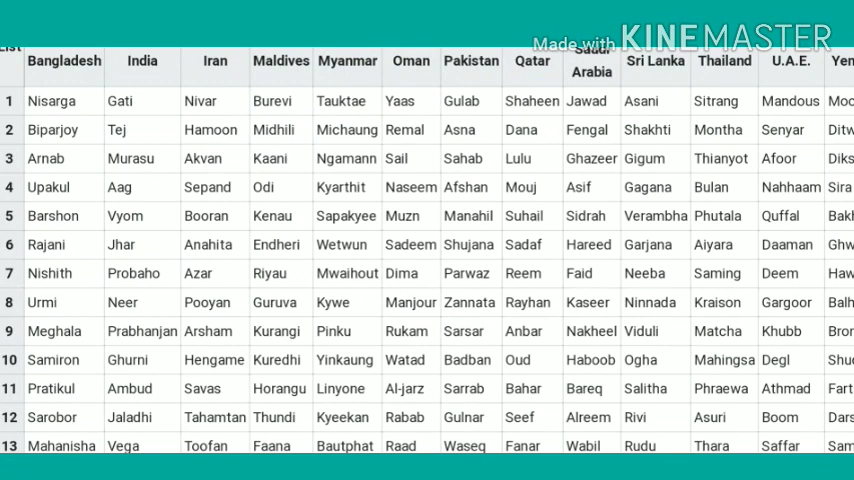 Made with KINEMASTER
List Bangladesh India Iran Maldives Myanmar Oman Pakistan Qatar Saudi Arabia Sri Lanka Thailand U.A.E.
1 Nisarga Gati Nivar Burevi Tauktae Yaas Gulab Shaheen Jawad Asani Sitrang Mandous
2 Biparjoy Tej Hamoon Midhili Michaung Remal Asna Dana Fengal Shakhti Montha Senyar
3 Arnab Murasu Akvan Kaani Ngamann Sail Sahab Lulu Ghazeer Gigum Thianyot Afoor
4 Upakul Aag Sepand Odi Kyarthit Naseem Afshan Mouj Asif Gagana Bulan Nahhaam
5 Barshon Vyom Booran Kenau Sapakyee Muzn Manahil Suhail Sidrah Verambha Phutala Quffal
6 Rajani Jhar Anahita Endheri Wetwun Sadeem Shujana Sadaf Hareed Garjana Aiyara Daaman
7 Nishith Probaho Azar Riyau Mwaihout Dima Parwaz Reem Faid Neeba Saming Deem
8 Urmi Neer Pooyan Guruva Kywe Manjour Zannata Rayhan Kaseer Ninnada Kraison Gargoor
9 Meghala Prabhanjan Arsham Kurangi Pinku Rukam Sarsar Anbar Nakheel Viduli Matcha Khubb
10 Samiron Ghurni Hengame Kuredhi Yinkaung Watad Badban Oud Haboob Ogha Mahingsa Degl
11 Pratikul Ambud Savas Horangu Linyone Al-jarz Sarrab Bahar Bareq Salitha Phraewa Athmad
12 Sarobor Jaladhi Tahamtan Thundi Kyeekan Rabab Gulnar Seef Alreem Rivi Asuri Boom
13 Mahanisha Vega Toofan Faana Bautphat Raad Waseq Fanar Wabil Rudu Thara Saffar